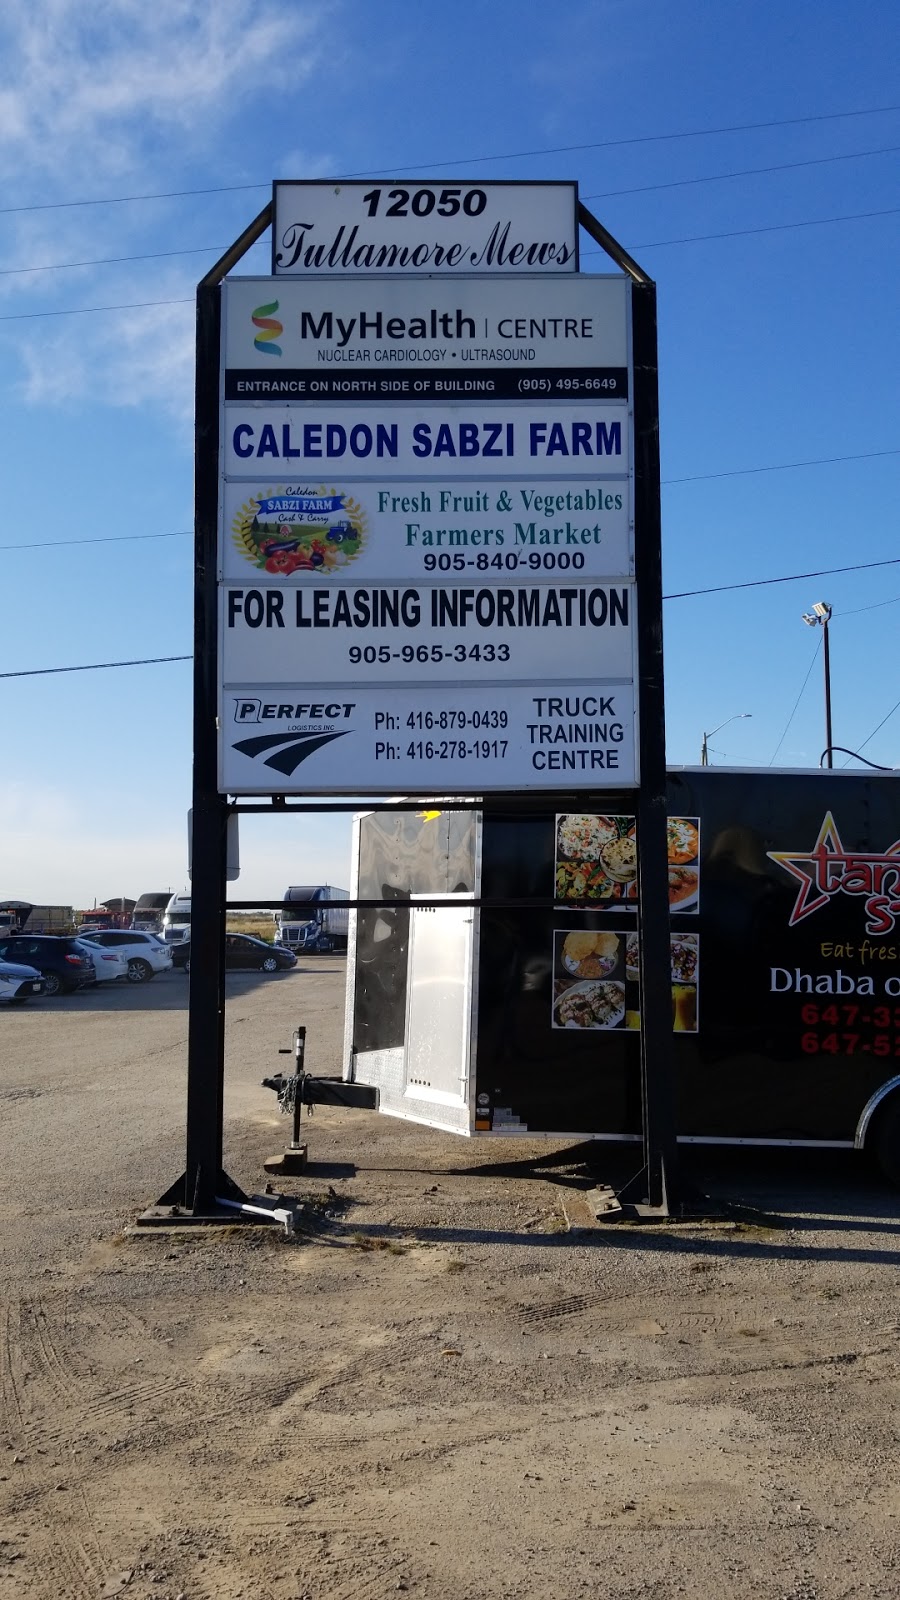 12050
Tullamore Mews
MyHealth | CENTRE
NUCLEAR CARDIOLOGY • ULTRASOUND
ENTRANCE ON NORTH SIDE OF BUILDING (905) 495-6649
CALEDON SABZI FARM
Caledon
SABZI FARM
Cash & Carry
Fresh Fruit & Vegetables
Farmers Market
905-840-9000
FOR LEASING INFORMATION
905-965-3433
PERFECT
LOGISTICS INC
Ph: 416-879-0439
Ph: 416-278-1917
TRUCK
TRAINING
CENTRE
Eat
Dhaba